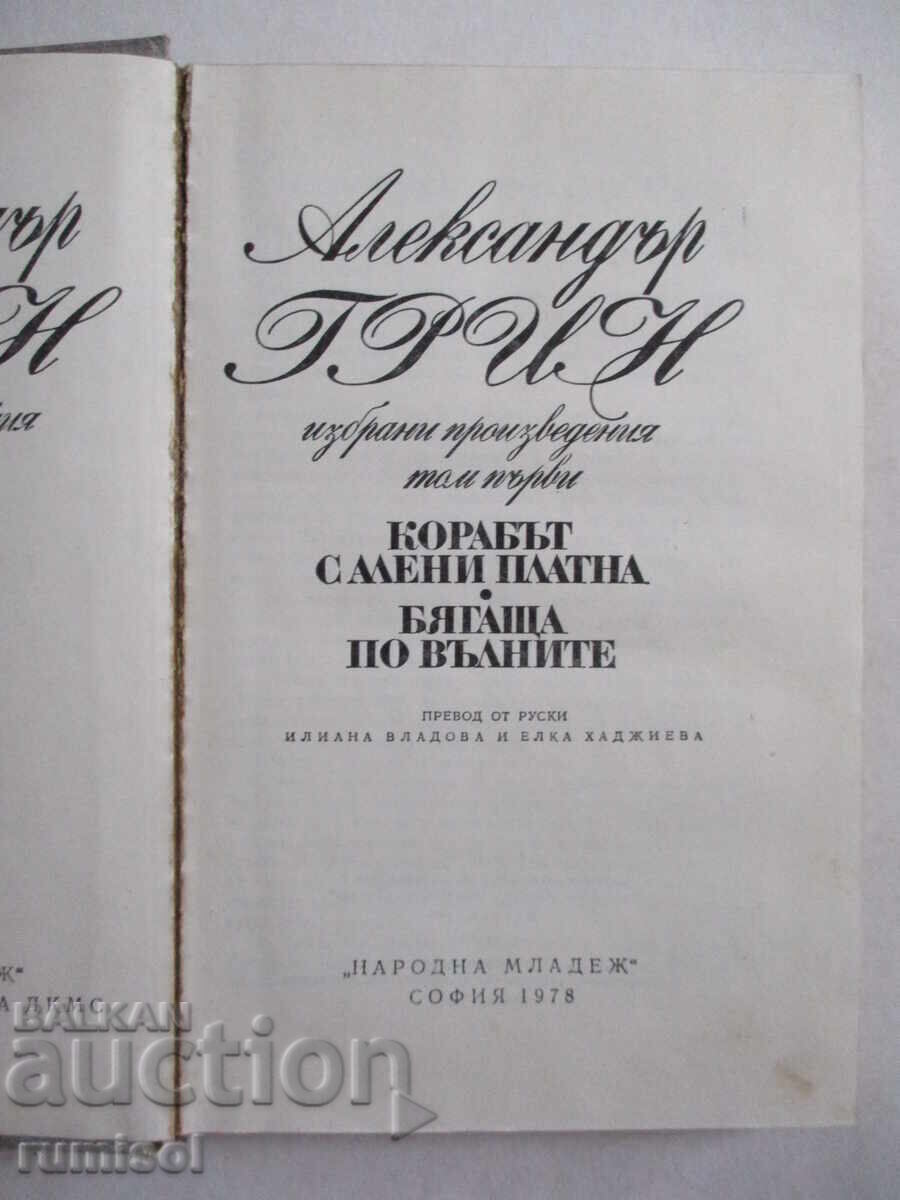 Александър
ГРИН
избрани произведения
том първи
КОРАБЪТ
С АЛЕНИ ПЛАТНА
•
БЯГАЩА
ПО ВЪЛНИТЕ
ПРЕВОД ОТ РУСКИ
ИЛИАНА ВЛАДОВА И ЕЛКА ХАДЖИЕВА
„НАРОДНА МЛАДЕЖ“
СОФИЯ 1978
ДКМС
BALKAN
auction
rumisol